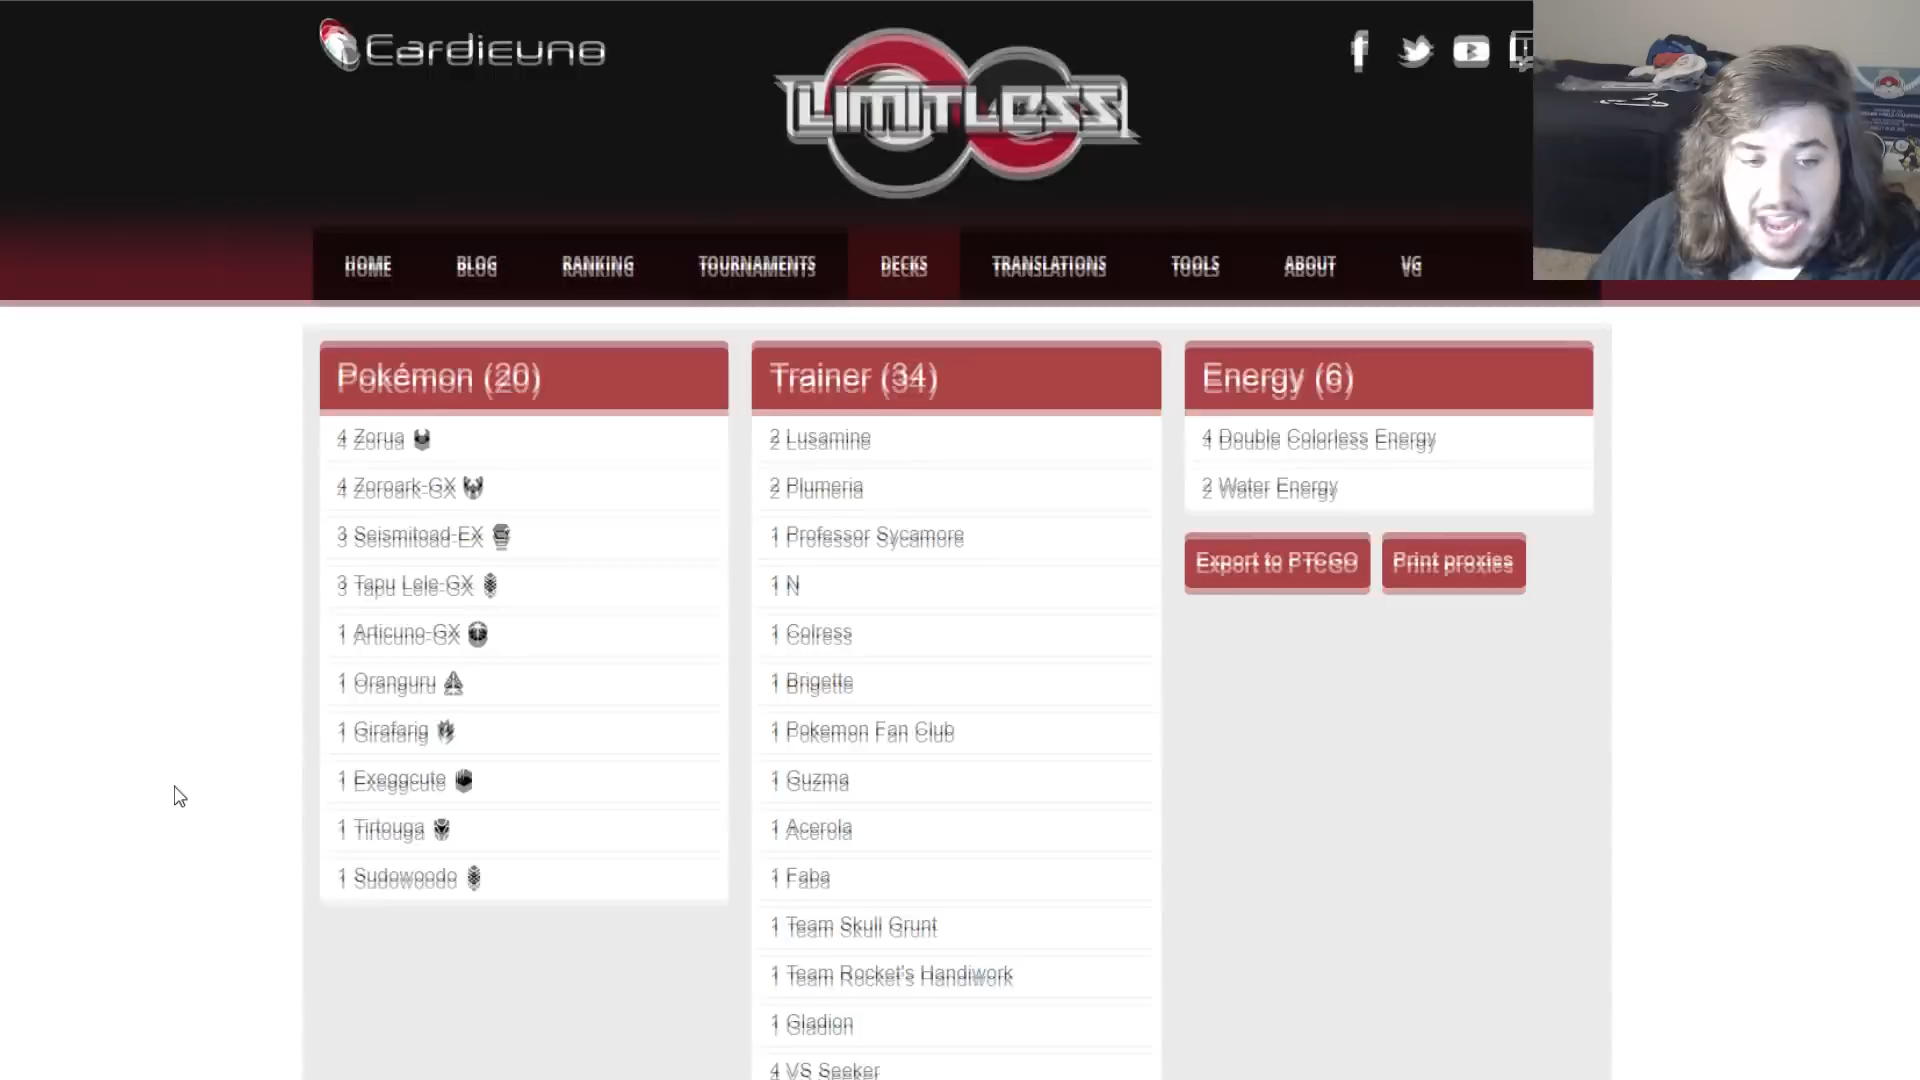 Cardicuno
LIMITLESS
HOME BLOG RANKING TOURNAMENTS DECKS TRANSLATIONS TOOLS ABOUT VG
Pokémon (20)
4 Zorua
4 Zoroark-GX
3 Seismitoad-EX
3 Tapu Lele-GX
1 Articuno-GX
1 Oranguru
1 Girafarig
1 Exeggcute
1 Tirtouga
1 Sudowoodo
Trainer (34)
2 Lusamine
2 Plumeria
1 Professor Sycamore
1 N
1 Colress
1 Brigette
1 Pokemon Fan Club
1 Guzma
1 Acerola
1 Faba
1 Team Skull Grunt
1 Team Rocket's Handiwork
1 Gladion
4 VS Seeker
Energy (6)
4 Double Colorless Energy
2 Water Energy
Export to PTCGO
Print proxies